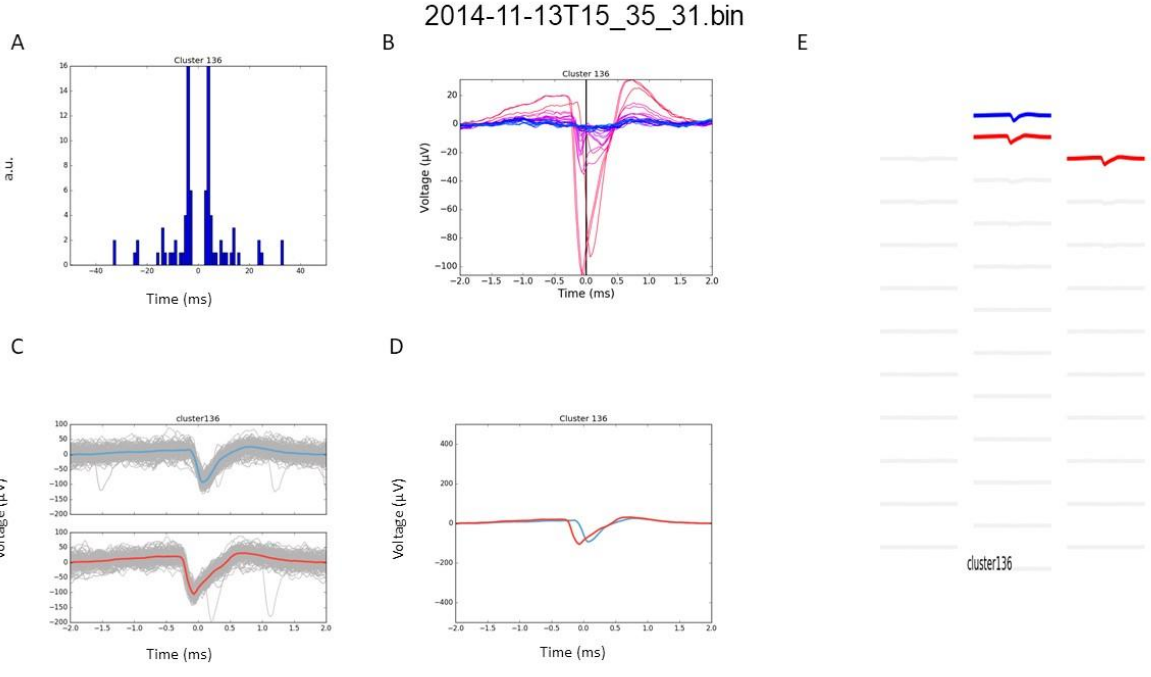 2014-11-13T15_35_31.bin
A
Cluster 136
16
14
12
10
8
6
4
2
0
−40 −20 0 20 40
a.u.
Time (ms)
B
Cluster 136
20
0
−20
−40
−60
−80
−100
−2.0 −1.5 −1.0 −0.5 0.0 0.5 1.0 1.5 2.0
Voltage (µV)
Time (ms)
E
cluster136
C
cluster136
100
50
0
−50
−100
−150
−200
100
50
0
−50
−100
−150
−200
−2.0 −1.5 −1.0 −0.5 0.0 0.5 1.0 1.5 2.0
Voltage (µV)
Time (ms)
D
Cluster 136
400
200
0
−200
−400
−2.0 −1.5 −1.0 −0.5 0.0 0.5 1.0 1.5 2.0
Voltage (µV)
Time (ms)